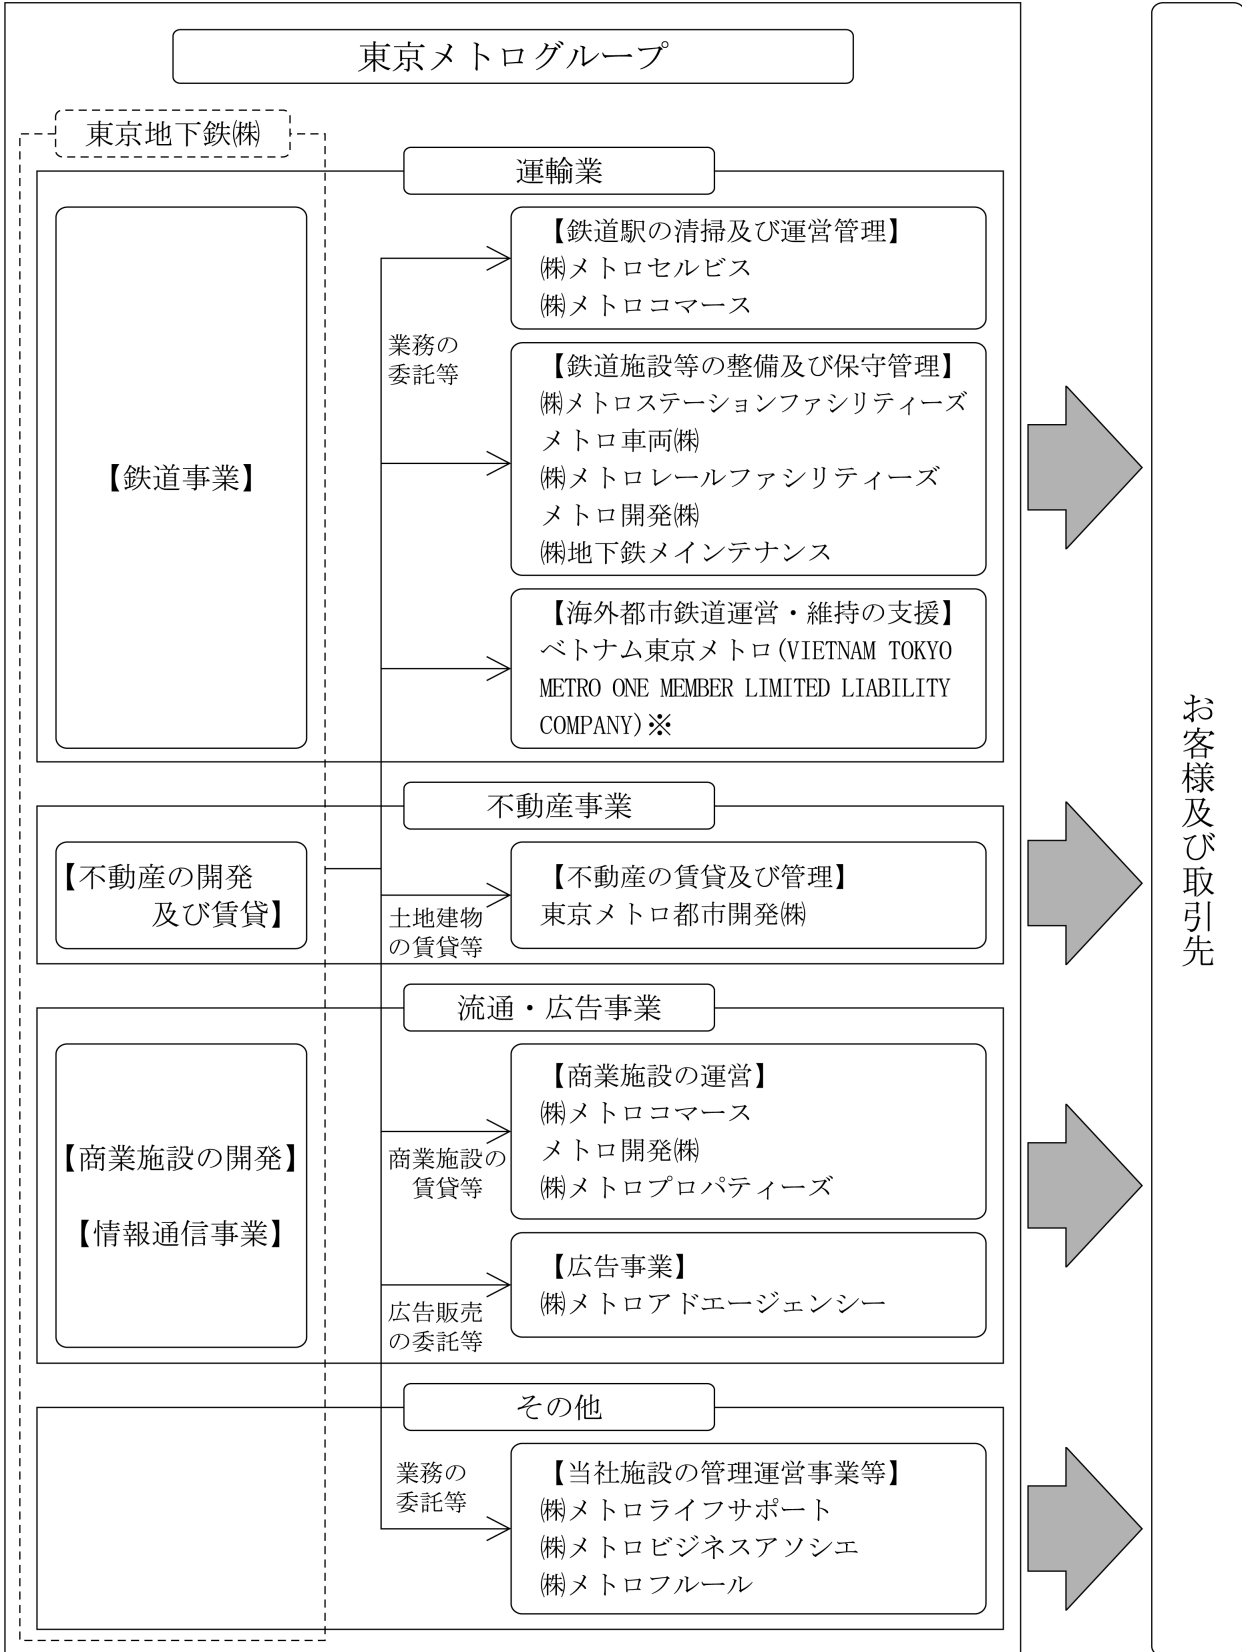 東京メトログループ
東京地下鉄㈱
運輸業
【鉄道事業】
業務の
委託等
【鉄道駅の清掃及び運営管理】
㈱メトロセルビス
㈱メトロコマース
【鉄道施設等の整備及び保守管理】
㈱メトロステーションファシリティーズ
メトロ車両㈱
㈱メトロレールファシリティーズ
メトロ開発㈱
㈱地下鉄メインテナンス
【海外都市鉄道運営・維持の支援】
ベトナム東京メトロ(VIETNAM TOKYO
METRO ONE MEMBER LIMITED LIABILITY
COMPANY)※
不動産事業
【不動産の開発
及び賃貸】
土地建物
の賃貸等
【不動産の賃貸及び管理】
東京メトロ都市開発㈱
流通・広告事業
【商業施設の開発】
【情報通信事業】
商業施設の
賃貸等
【商業施設の運営】
㈱メトロコマース
メトロ開発㈱
㈱メトロプロパティーズ
広告販売
の委託等
【広告事業】
㈱メトロアドエージェンシー
その他
業務の
委託等
【当社施設の管理運営事業等】
㈱メトロライフサポート
㈱メトロビジネスアソシエ
㈱メトロフルール
お客様及び取引先